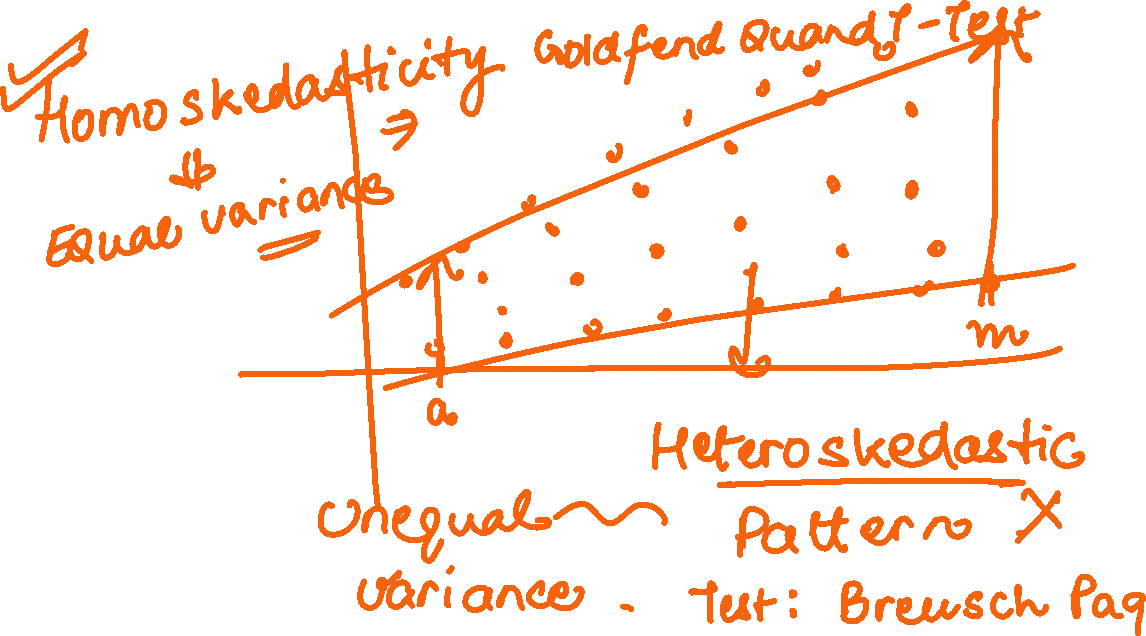 Homoskedasticity
⇒ Goldfend Quandt-Test
⇓
Equal variance
a
m
Heteroskedastic
Pattern X
Unequal
variance. Test: Breusch Pag